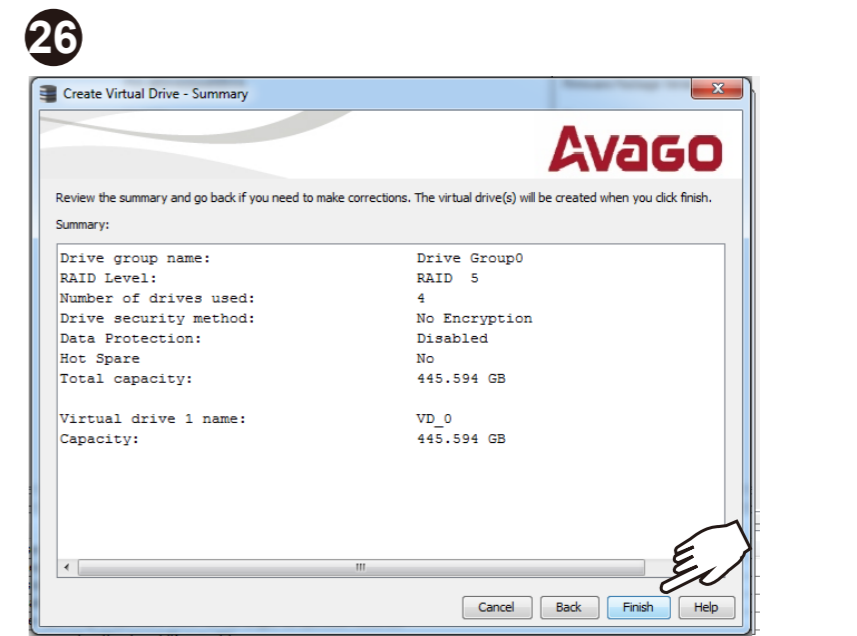 26
Create Virtual Drive - Summary
AVAGO
Review the summary and go back if you need to make corrections. The virtual drive(s) will be created when you click finish.
Summary:
Drive group name: Drive Group0
RAID Level: RAID 5
Number of drives used: 4
Drive security method: No Encryption
Data Protection: Disabled
Hot Spare No
Total capacity: 445.594 GB
Virtual drive 1 name: VD_0
Capacity: 445.594 GB
Cancel Back Finish Help